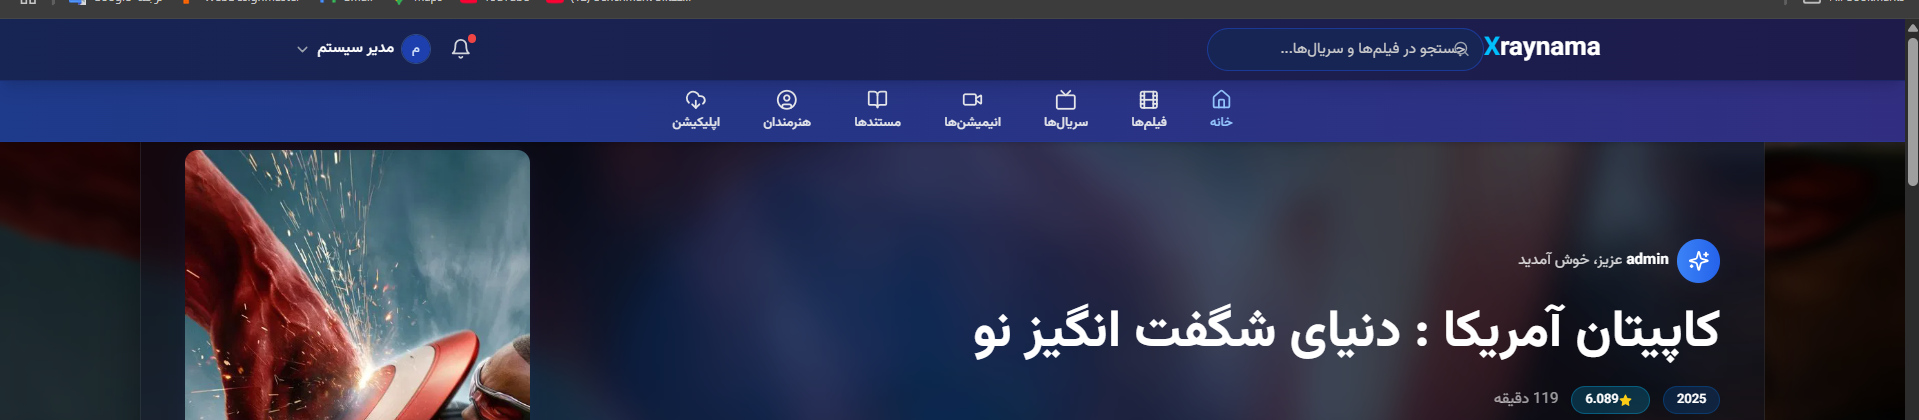 Xraynama
جستجو در فیلم‌ها و سریال‌ها...
مدیر سیستم
م
خانه
فیلم‌ها
سریال‌ها
انیمیشن‌ها
مستندها
هنرمندان
اپلیکیشن
admin عزیز، خوش آمدید
کاپیتان آمریکا : دنیای شگفت انگیز نو
2025
6.089⭐
119 دقیقه